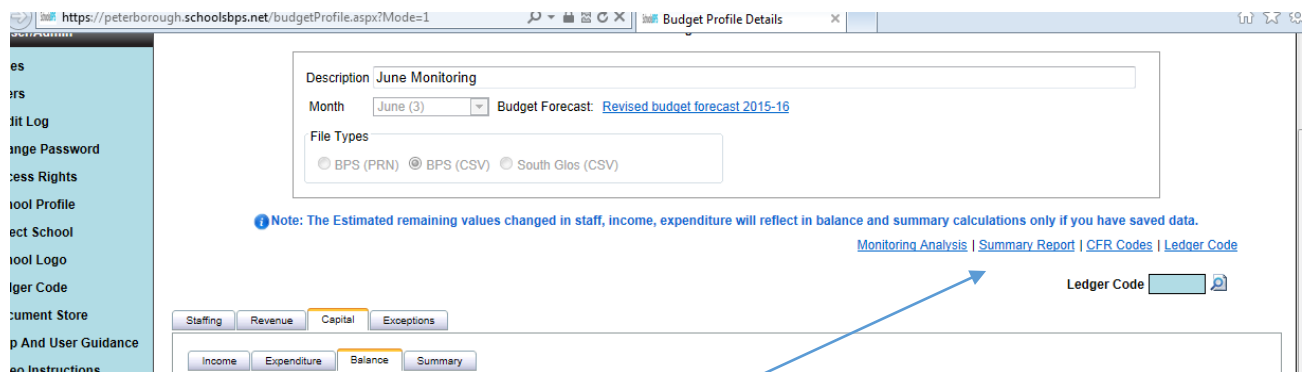 https://peterborough.schoolsbps.net/budgetProfile.aspx?Mode=1
Budget Profile Details
Description June Monitoring
Month June (3) Budget Forecast: Revised budget forecast 2015-16
File Types
BPS (PRN) BPS (CSV) South Glos (CSV)
Note: The Estimated remaining values changed in staff, income, expenditure will reflect in balance and summary calculations only if you have saved data.
Monitoring Analysis | Summary Report | CFR Codes | Ledger Code
Ledger Code
Staffing Revenue Capital Exceptions
Income Expenditure Balance Summary
es
ers
dit Log
ange Password
cess Rights
hool Profile
ect School
hool Logo
dger Code
cument Store
p And User Guidance
eo Instructions